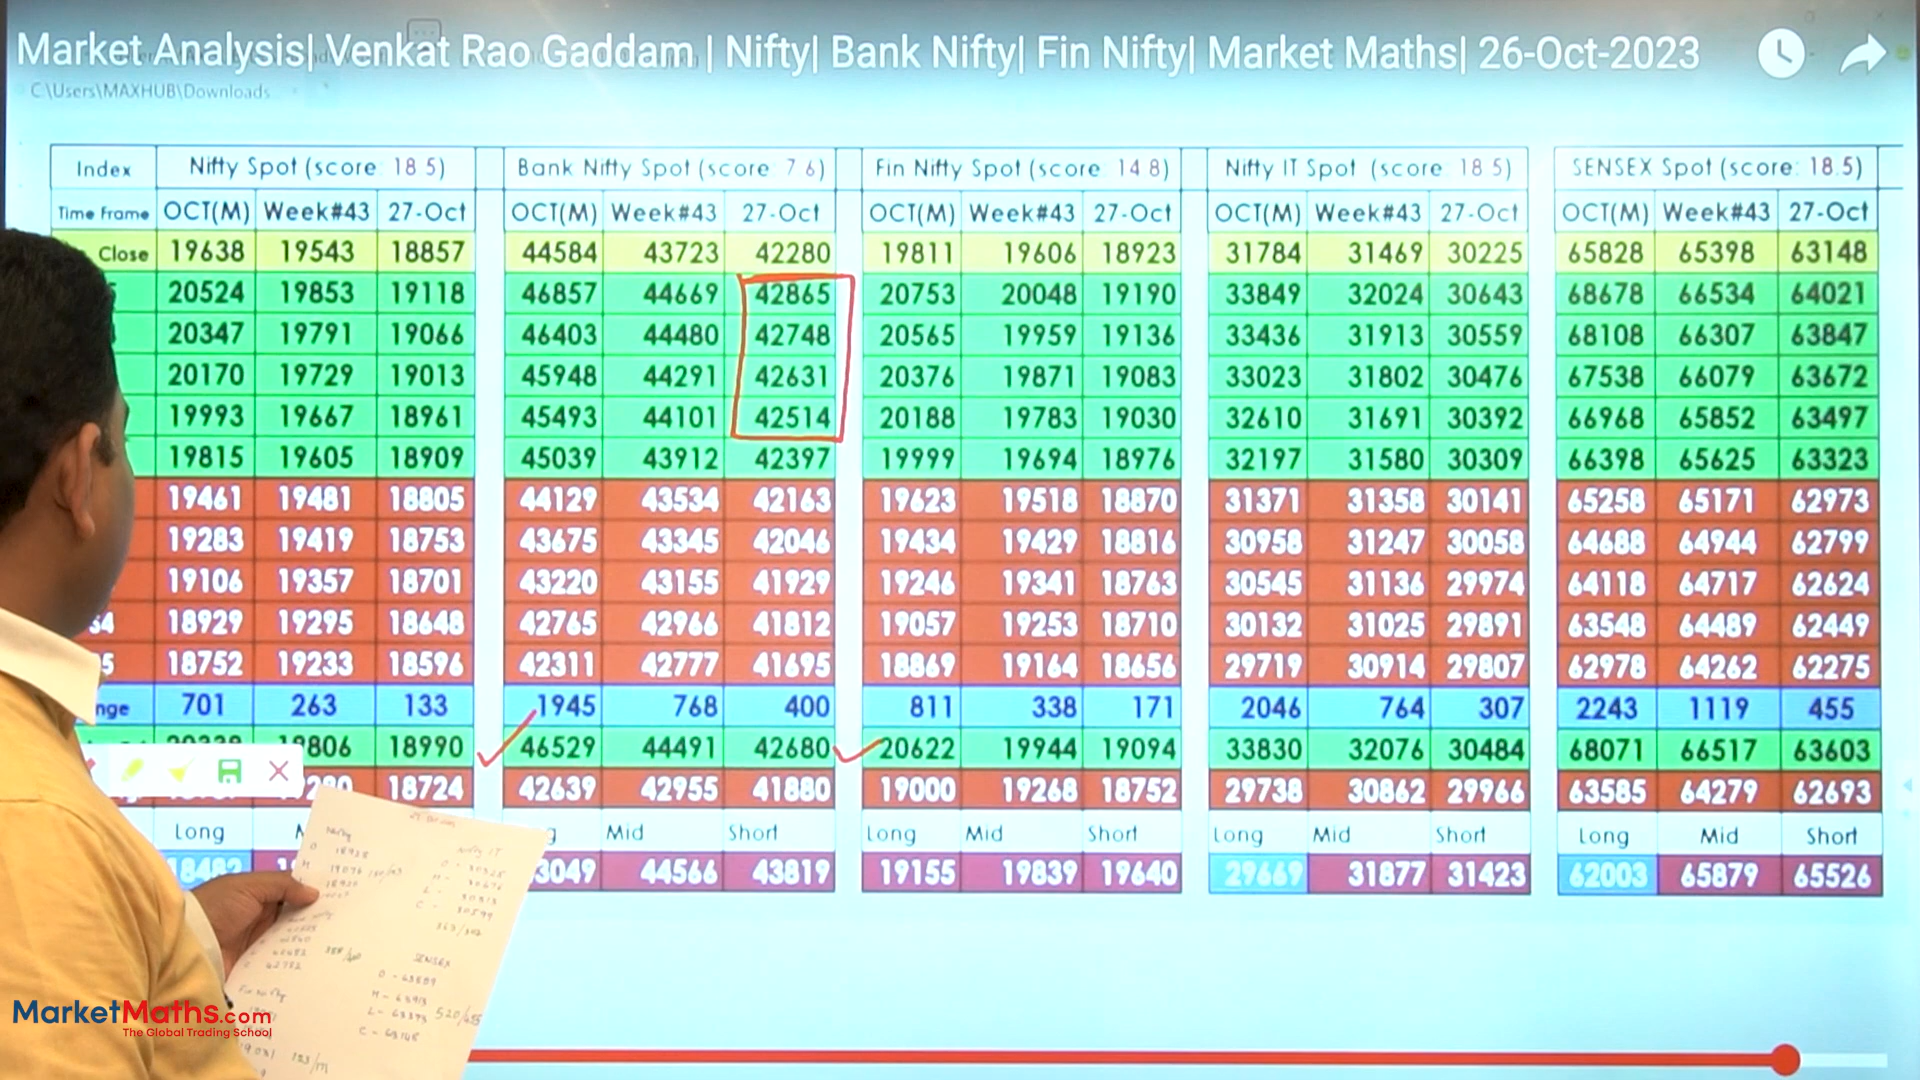 Market Analysis| Venkat Rao Gaddam | Nifty| Bank Nifty| Fin Nifty| Market Maths| 26-Oct-2023
C:\Users\MAXHUB\Downloads
Index Nifty Spot (score: 18.5) Bank Nifty Spot (score 7 6) Fin Nifty Spot (score: 14 8) Nifty IT Spot (score: 18 5) SENSEX Spot (score: 18.5)
Time Frame OCT(M) Week#43 27-Oct OCT(M) Week#43 27-Oct OCT(M) Week#43 27-Oct OCT(M) Week#43 27-Oct OCT(M) Week#43 27-Oct
Close 19638 19543 18857 44584 43723 42280 19811 19606 18923 31784 31469 30225 65828 65398 63148
20524 19853 19118 46857 44669 42865 20753 20048 19190 33849 32024 30643 68678 66534 64021
20347 19791 19066 46403 44480 42748 20565 19959 19136 33436 31913 30559 68108 66307 63847
20170 19729 19013 45948 44291 42631 20376 19871 19083 33023 31802 30476 67538 66079 63672
19993 19667 18961 45493 44101 42514 20188 19783 19030 32610 31691 30392 66968 65852 63497
19815 19605 18909 45039 43912 42397 19999 19694 18976 32197 31580 30309 66398 65625 63323
19461 19481 18805 44129 43534 42163 19623 19518 18870 31371 31358 30141 65258 65171 62973
19283 19419 18753 43675 43345 42046 19434 19429 18816 30958 31247 30058 64688 64944 62799
19106 19357 18701 43220 43155 41929 19246 19341 18763 30545 31136 29974 64118 64717 62624
S4 18929 19295 18648 42765 42966 41812 19057 19253 18710 30132 31025 29891 63548 64489 62449
5 18752 19233 18596 42311 42777 41695 18869 19164 18656 29719 30914 29807 62978 64262 62275
nge 701 263 133 1945 768 400 811 338 171 2046 764 307 2243 1119 455
9806 18990 46529 44491 42680 20622 19944 19094 33830 32076 30484 68071 66517 63603
18724 42639 42955 41880 19000 19268 18752 29738 30862 29966 63585 64279 62693
Long M g Mid Short Long Mid Short Long Mid Short Long Mid Short
18482 3049 44566 43819 19155 19839 19640 29669 31877 31423 62003 65879 65526
Nifty
Nifty IT
SENSEX
520/455
MarketMaths.com
The Global Trading School